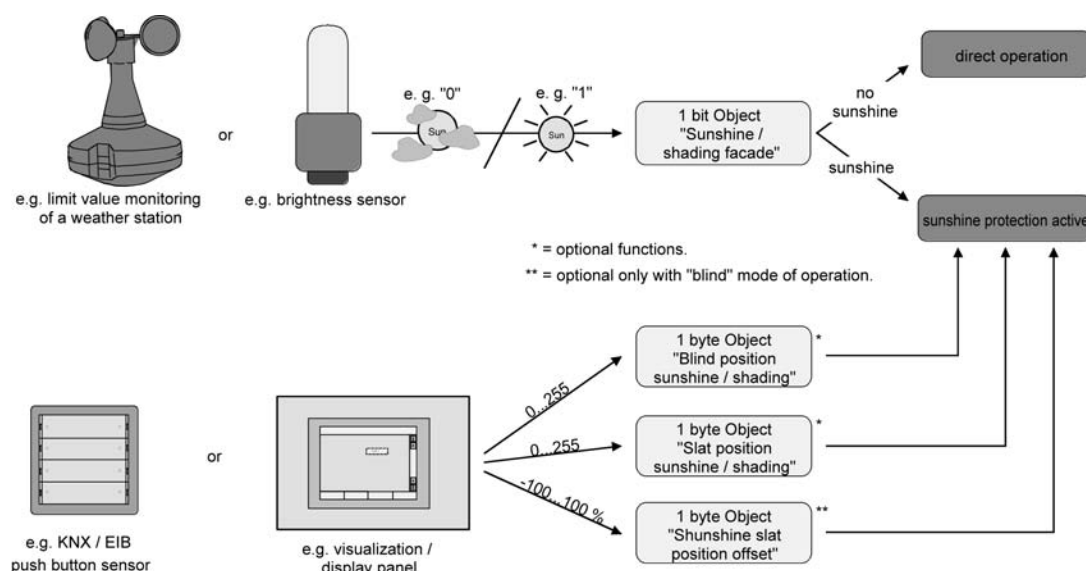 direct operation
e. g. "0"
e. g. "1"
no
sunshine
Sun
Sun
1 bit Object
"Sunshine /
shading facade"
or
sunshine
e.g. limit value monitoring
of a weather station
e.g. brightness sensor
sunshine protection active
* = optional functions.
** = optional only with "blind" mode of operation.
1 byte Object
"Blind position
sunshine / shading"
*
0...255
1 byte Object
"Slat position
sunshine / shading"
*
0...255
or
-100...100 %
1 byte Object
"Shunshine slat
position offset"
**
e.g. KNX / EIB
push button sensor
e.g. visualization /
display panel